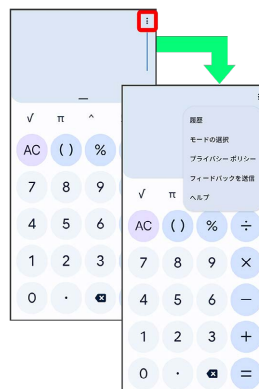 √ π ^
AC ( ) %
7 8 9
4 5 6
1 2 3
0 ·
履歴
モードの選択
プライバシー ポリシー
フィードバックを送信
ヘルプ
√ π
AC ( ) % ÷
7 8 9 ×
4 5 6 −
1 2 3 +
0 · =